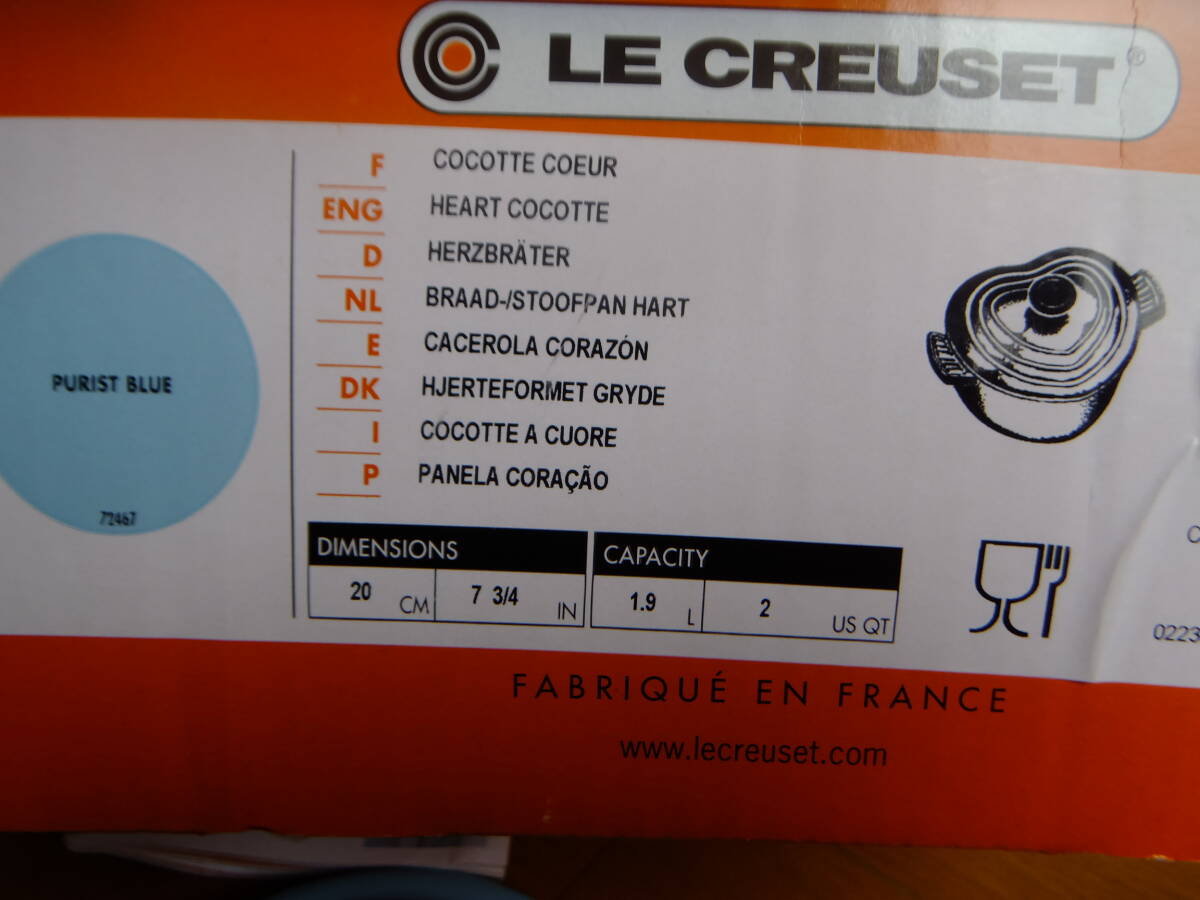 LE CREUSET®
F COCOTTE COEUR
ENG HEART COCOTTE
D HERZBRÄTER
NL BRAAD-/STOOFPAN HART
E CACEROLA CORAZÓN
DK HJERTEFORMET GRYDE
I COCOTTE A CUORE
P PANELA CORAÇÃO
PURIST BLUE
72467
DIMENSIONS
20 CM 7 3/4 IN
CAPACITY
1.9 L 2 US QT
0223
FABRIQUÉ EN FRANCE
www.lecreuset.com